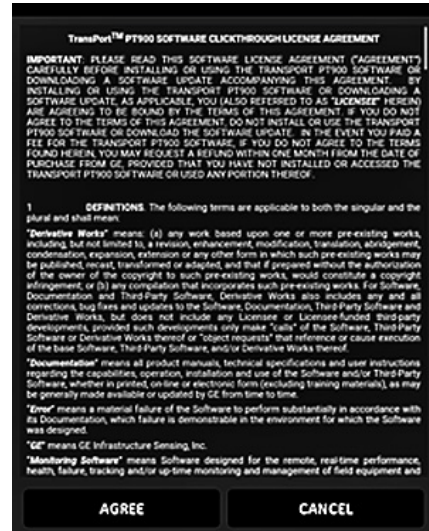 TransPort™ PT900 SOFTWARE CLICKTHROUGH LICENSE AGREEMENT
IMPORTANT: PLEASE READ THIS SOFTWARE LICENSE AGREEMENT ("AGREEMENT")
CAREFULLY BEFORE INSTALLING OR USING THE TRANSPORT PT900 SOFTWARE OR
DOWNLOADING A SOFTWARE UPDATE ACCOMPANYING THIS AGREEMENT. BY
INSTALLING OR USING THE TRANSPORT PT900 SOFTWARE OR DOWNLOADING A
SOFTWARE UPDATE, AS APPLICABLE, YOU (ALSO REFERRED TO AS "LICENSEE" HEREIN)
ARE AGREEING TO BE BOUND BY THE TERMS OF THIS AGREEMENT. IF YOU DO NOT
AGREE TO THE TERMS OF THIS AGREEMENT, DO NOT INSTALL OR USE THE TRANSPORT
PT900 SOFTWARE OR DOWNLOAD THE SOFTWARE UPDATE. IN THE EVENT YOU PAID A
FEE FOR THE TRANSPORT PT900 SOFTWARE, IF YOU DO NOT AGREE TO THE TERMS
FOUND HEREIN, YOU MAY REQUEST A REFUND WITHIN ONE MONTH FROM THE DATE OF
PURCHASE FROM GE, PROVIDED THAT YOU HAVE NOT INSTALLED OR ACCESSED THE
TRANSPORT PT900 SOFTWARE OR USED ANY PORTION THEREOF.
1 DEFINITIONS. The following terms are applicable to both the singular and the
plural and shall mean:
"Derivative Works" means: (a) any work based upon one or more pre-existing works,
including, but not limited to, a revision, enhancement, modification, translation, abridgement,
condensation, expansion, extension or any other form in which such pre-existing works may
be published, recast, transformed or adapted, and that if prepared without the authorization
of the owner of the copyright to such pre-existing works, would constitute a copyright
infringement; or (b) any compilation that incorporates such pre-existing works. For Software,
Documentation and Third-Party Software, Derivative Works also includes any and all
corrections, bug fixes and updates to the Software, Documentation, Third-Party Software and
Derivative Works, but does not include any Licensee or Licensee-funded third-party
developments, provided such developments only make "calls" of the Software, Third-Party
Software or Derivative Works thereof or "object requests" that reference or cause execution
of the base Software, Third-Party Software, and/or Derivative Works thereof.
"Documentation" means all product manuals, technical specifications and user instructions
regarding the capabilities, operation, installation and use of the Software and/or Third-Party
Software, whether in printed, on-line or electronic form (excluding training materials), as may
be generally made available or updated by GE from time to time.
"Error" means a material failure of the Software to perform substantially in accordance with
its Documentation, which failure is demonstrable in the environment for which the Software
was designed.
"GE" means GE Infrastructure Sensing, Inc.
"Monitoring Software" means Software designed for the remote, real-time performance,
health, failure, tracking and/or up-time monitoring and management of field equipment and
AGREE
CANCEL